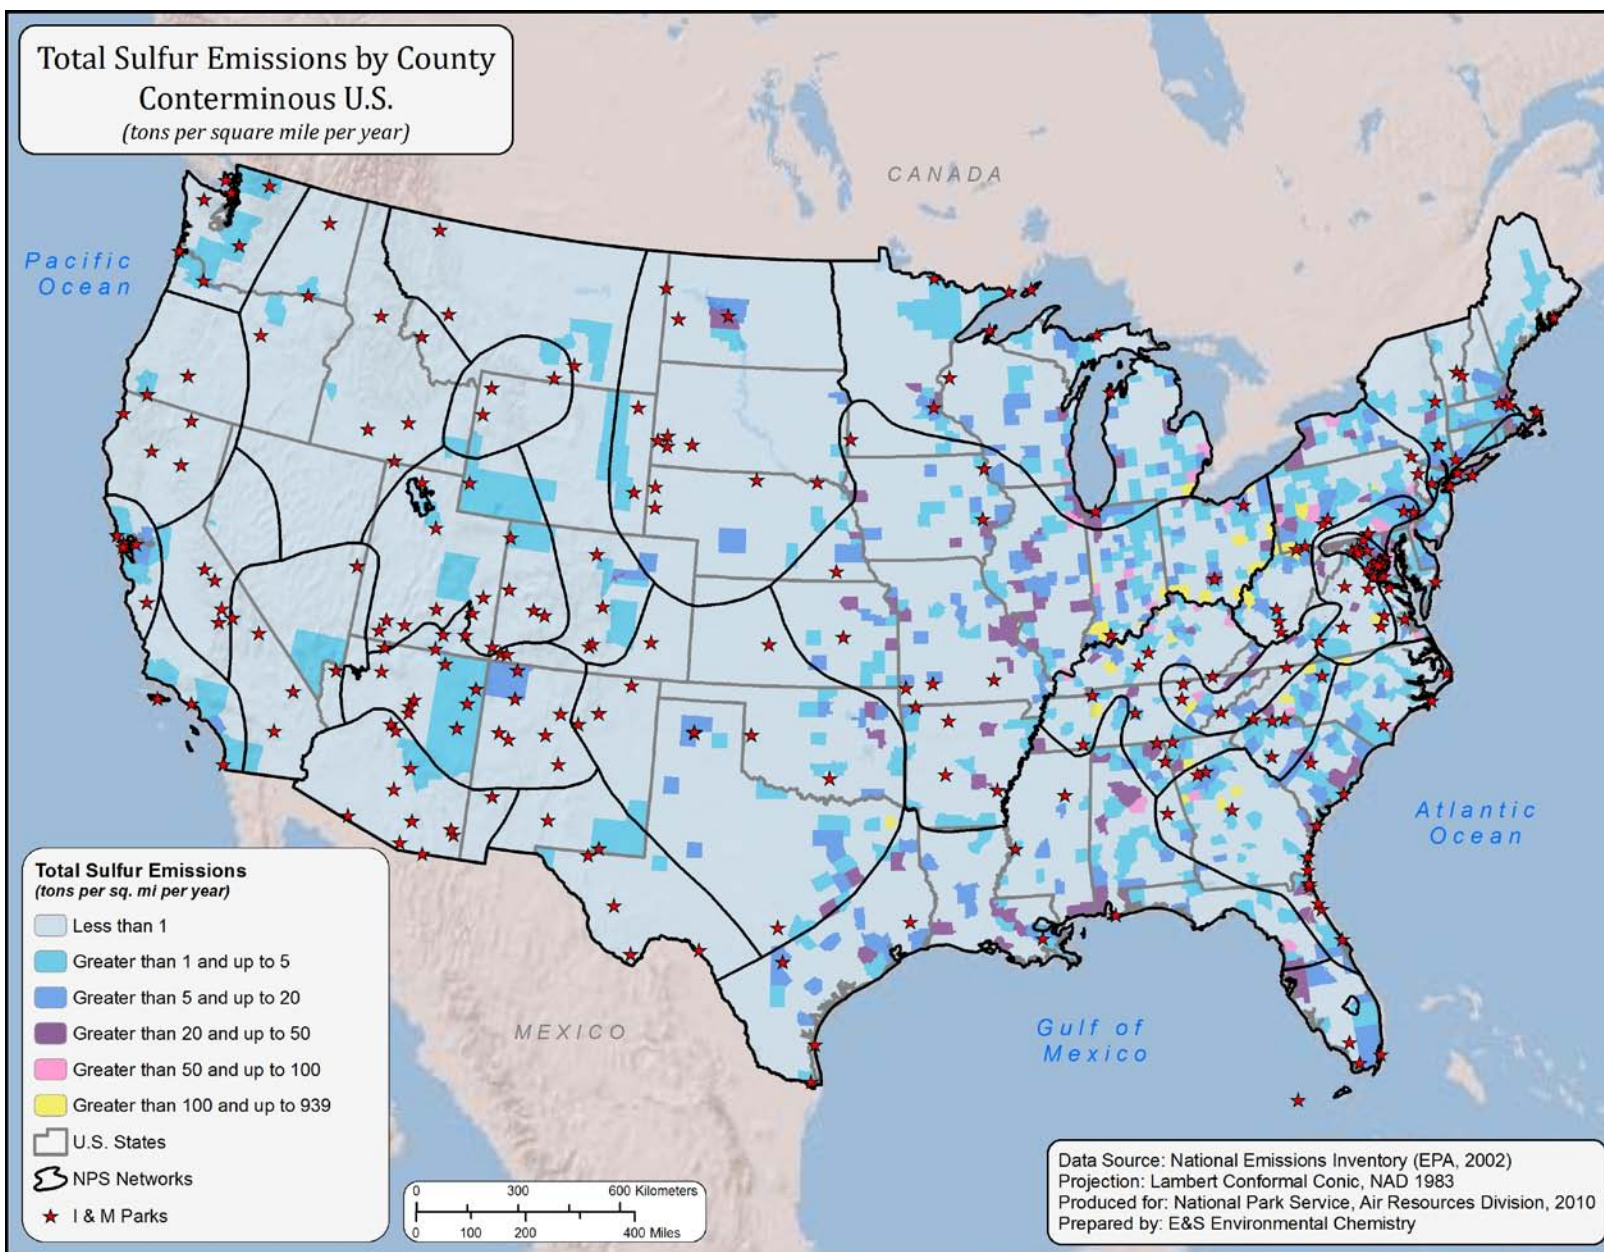 Total Sulfur Emissions by County
Conterminous U.S.
(tons per square mile per year)
CANADA
Pacific
Ocean
Atlantic
Ocean
Gulf of
Mexico
MEXICO
Total Sulfur Emissions
(tons per sq. mi per year)
Less than 1
Greater than 1 and up to 5
Greater than 5 and up to 20
Greater than 20 and up to 50
Greater than 50 and up to 100
Greater than 100 and up to 939
U.S. States
NPS Networks
I & M Parks
0 300 600 Kilometers
0 100 200 400 Miles
Data Source: National Emissions Inventory (EPA, 2002)
Projection: Lambert Conformal Conic, NAD 1983
Produced for: National Park Service, Air Resources Division, 2010
Prepared by: E&S Environmental Chemistry